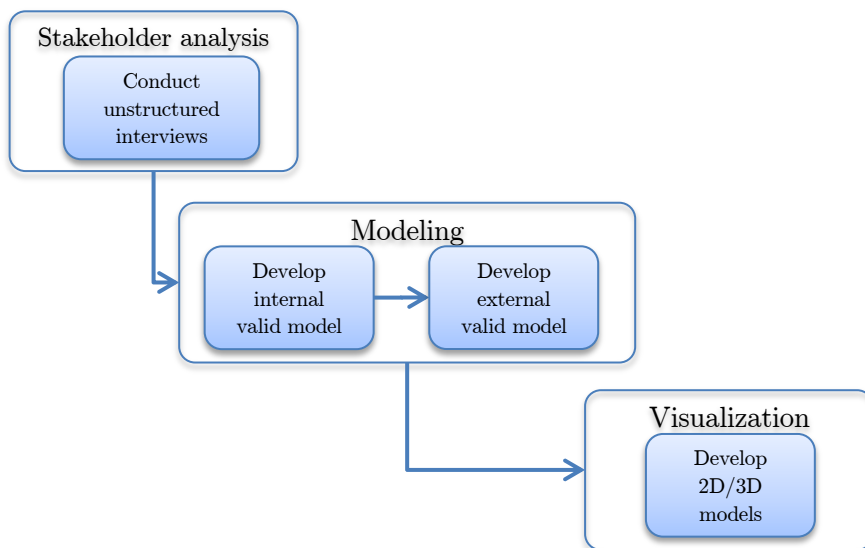 Stakeholder analysis
Conduct
unstructured
interviews
Modeling
Develop
internal
valid model
Develop
external
valid model
Visualization
Develop
2D/3D
models